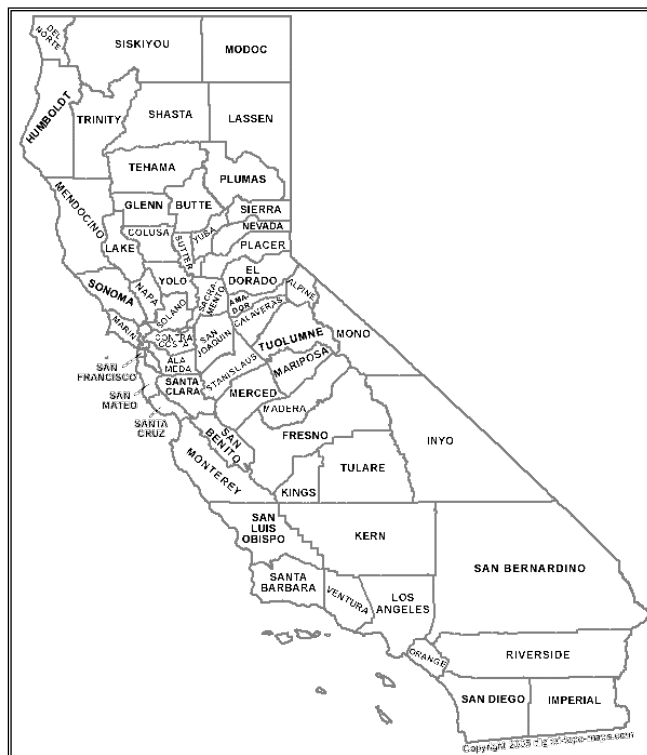 DEL
NORTE
SISKIYOU
MODOC
HUMBOLDT
TRINITY
SHASTA
LASSEN
TEHAMA
PLUMAS
MENDOCINO
GLENN
BUTTE
SIERRA
NEVADA
YUBA
COLUSA
SUTTER
PLACER
LAKE
SONOMA
NAPA
YOLO
EL
DORADO
ALPINE
SACRA
MENTO
AMA
DOR
SOLANO
CALAVERAS
MARIN
CONTRA
COSTA
SAN
JOAQUIN
TUOLUMNE
MONO
SAN
FRANCISCO
ALA
MEDA
STANISLAUS
MARIPOSA
SAN
MATEO
SANTA
CLARA
MERCED
MADERA
SANTA
CRUZ
SAN
BENITO
FRESNO
INYO
MONTEREY
KINGS
TULARE
SAN
LUIS
OBISPO
KERN
SAN BERNARDINO
SANTA
BARBARA
VENTURA
LOS
ANGELES
ORANGE
RIVERSIDE
SAN DIEGO
IMPERIAL
Copyright